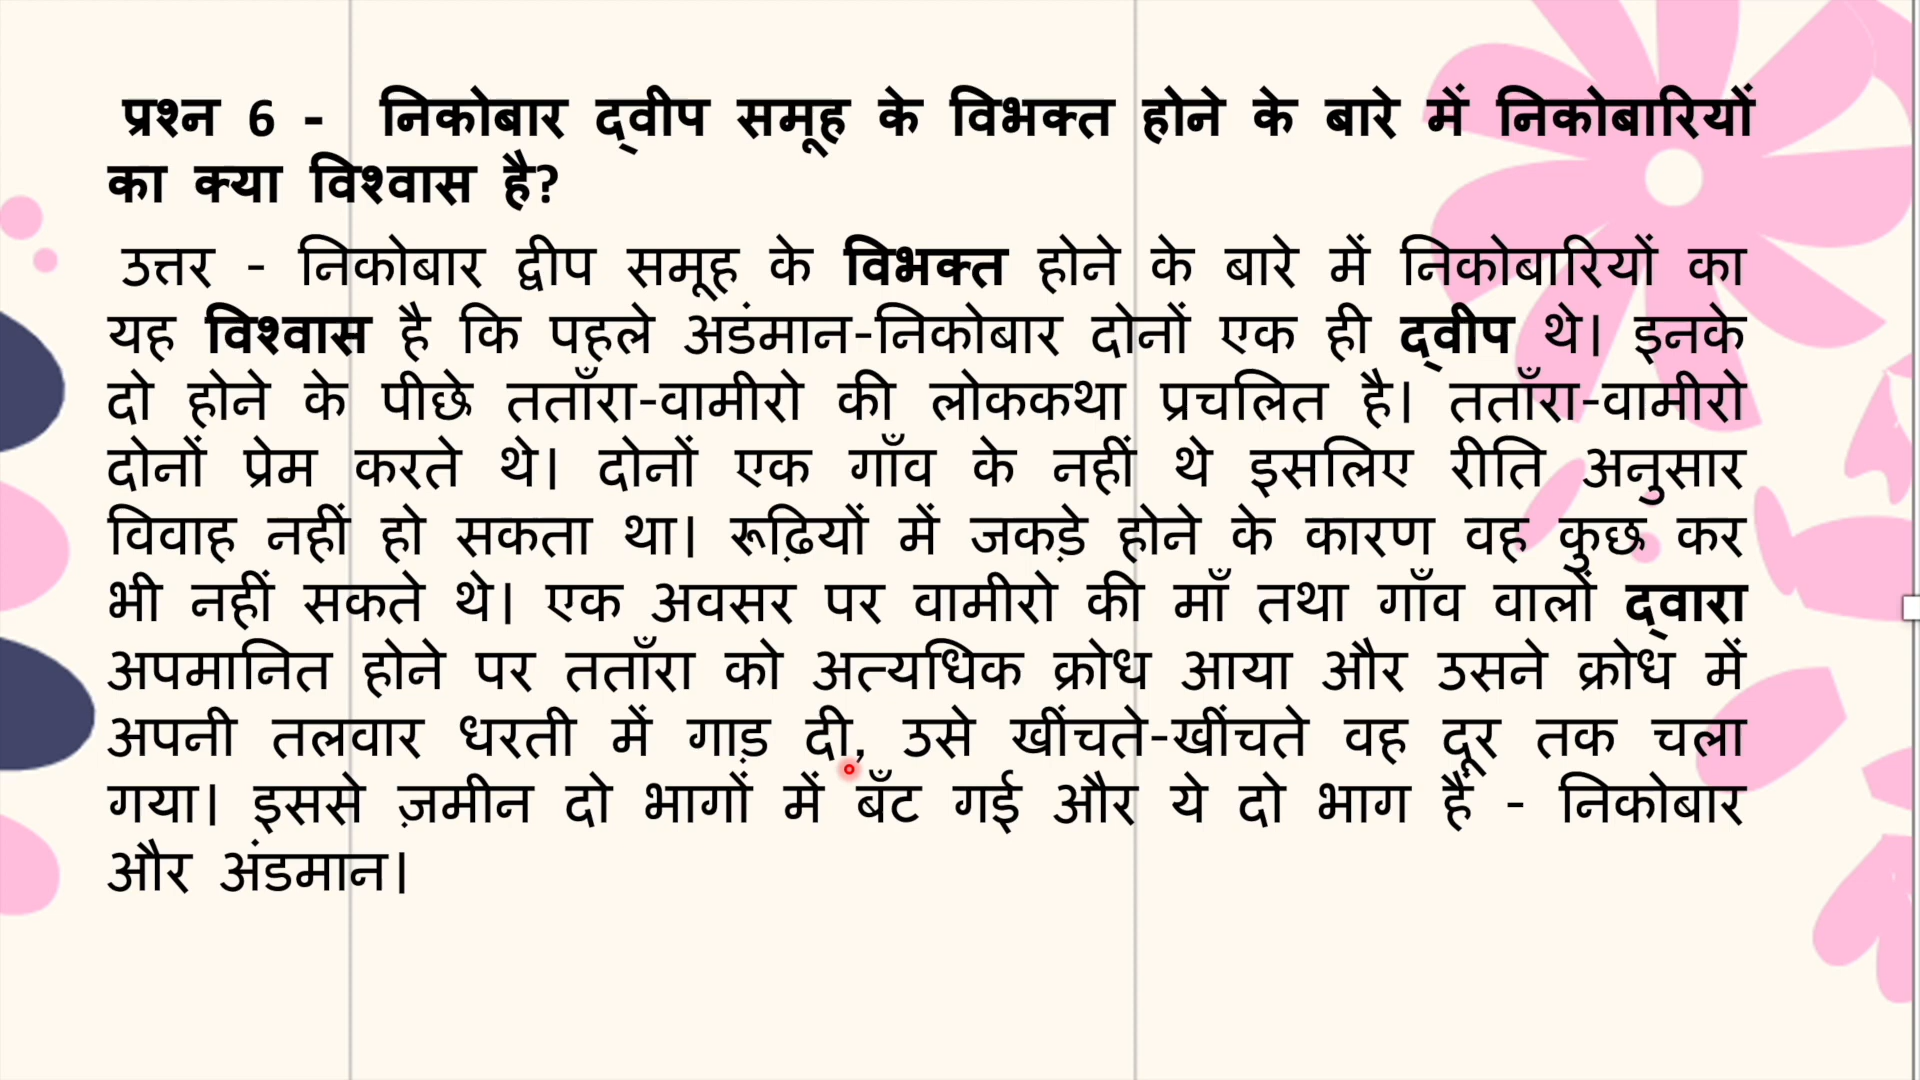 प्रश्न 6 - निकोबार द्‌वीप समूह के विभक्त होने के बारे में निकोबारियों
का क्या विश्वास है?
उत्तर - निकोबार द्वीप समूह के विभक्त होने के बारे में निकोबारियों का
यह विश्वास है कि पहले अडंमान-निकोबार दोनों एक ही द्‌वीप थे। इनके
दो होने के पीछे तताँरा-वामीरो की लोककथा प्रचलित है। तताँरा-वामीरो
दोनों प्रेम करते थे। दोनों एक गाँव के नहीं थे इसलिए रीति अनुसार
विवाह नहीं हो सकता था। रूढ़ियों में जकड़े होने के कारण वह कुछ कर
भी नहीं सकते थे। एक अवसर पर वामीरो की माँ तथा गाँव वालों द्‌वारा
अपमानित होने पर तताँरा को अत्यधिक क्रोध आया और उसने क्रोध में
अपनी तलवार धरती में गाड़ दी, उसे खींचते-खींचते वह दूर तक चला
गया। इससे ज़मीन दो भागों में बँट गई और ये दो भाग हैं - निकोबार
और अंडमान।